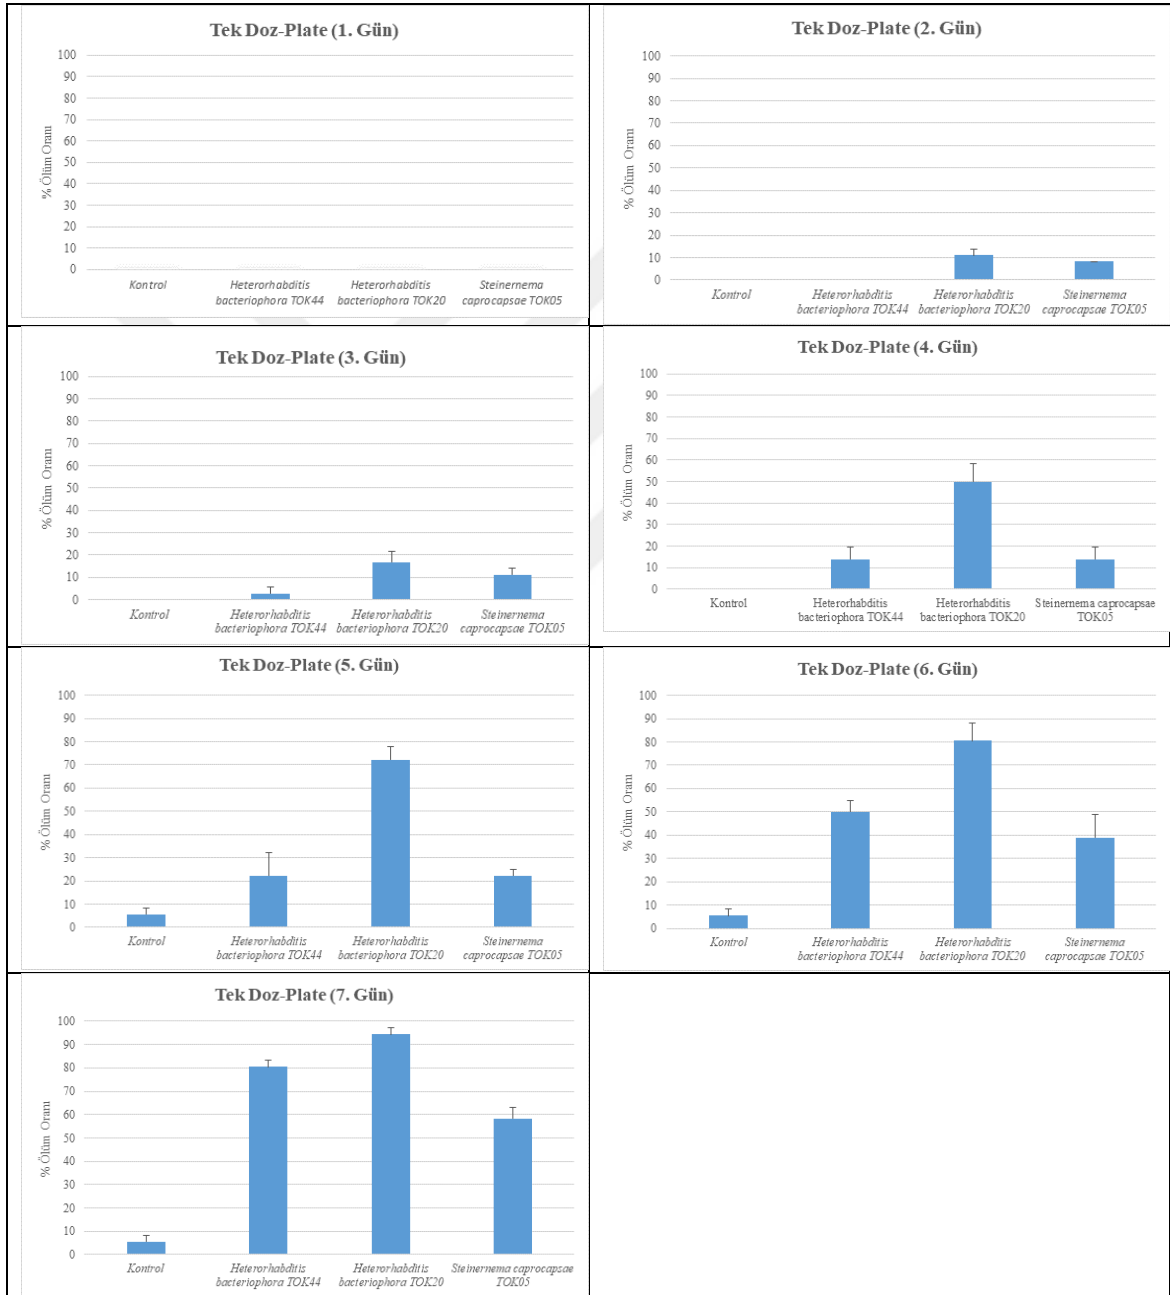 Tek Doz-Plate (1. Gün)
% Ölüm Oranı
100
90
80
70
60
50
40
30
20
10
0
Kontrol
Heterorhabditis
bacteriophora TOK44
Heterorhabditis
bacteriophora TOK20
Steinernema
caprocapsae TOK05
Tek Doz-Plate (2. Gün)
% Ölüm Oranı
100
90
80
70
60
50
40
30
20
10
0
Kontrol
Heterorhabditis
bacteriophora TOK44
Heterorhabditis
bacteriophora TOK20
Steinernema
caprocapsae TOK05
Tek Doz-Plate (3. Gün)
% Ölüm Oranı
100
90
80
70
60
50
40
30
20
10
0
Kontrol
Heterorhabditis
bacteriophora TOK44
Heterorhabditis
bacteriophora TOK20
Steinernema
caprocapsae TOK05
Tek Doz-Plate (4. Gün)
% Ölüm Oranı
100
90
80
70
60
50
40
30
20
10
0
Kontrol
Heterorhabditis
bacteriophora TOK44
Heterorhabditis
bacteriophora TOK20
Steinernema caprocapsae
TOK05
Tek Doz-Plate (5. Gün)
% Ölüm Oranı
100
90
80
70
60
50
40
30
20
10
0
Kontrol
Heterorhabditis
bacteriophora TOK44
Heterorhabditis
bacteriophora TOK20
Steinernema
caprocapsae TOK05
Tek Doz-Plate (6. Gün)
% Ölüm Oranı
100
90
80
70
60
50
40
30
20
10
0
Kontrol
Heterorhabditis
bacteriophora TOK44
Heterorhabditis
bacteriophora TOK20
Steinernema
caprocapsae TOK05
Tek Doz-Plate (7. Gün)
% Ölüm Oranı
100
90
80
70
60
50
40
30
20
10
0
Kontrol
Heterorhabditis
bacteriophora TOK44
Heterorhabditis
bacteriophora TOK20
Steinernema caprocapsae
TOK05